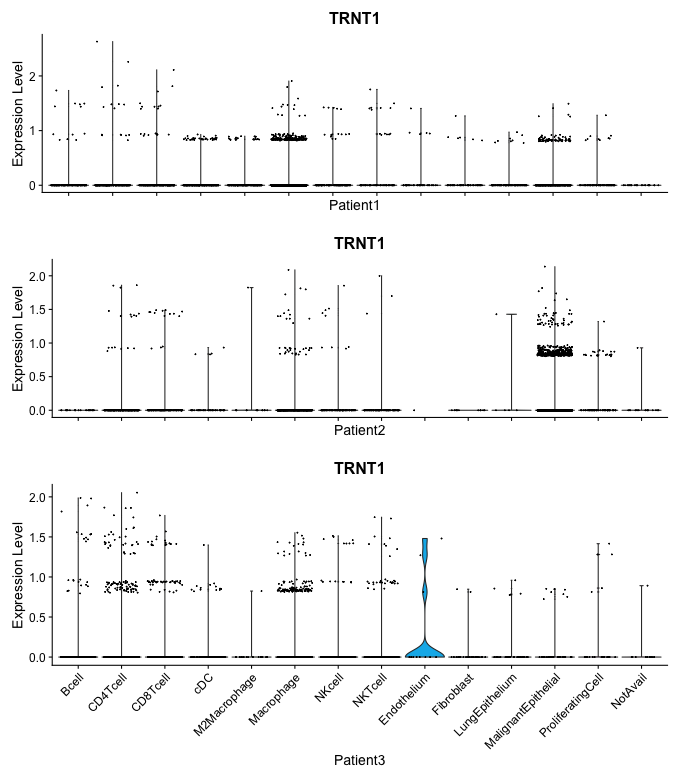 TRNT1
Expression Level
2
1
0
Patient1
TRNT1
Expression Level
2.0
1.5
1.0
0.5
0.0
Patient2
TRNT1
Expression Level
2.0
1.5
1.0
0.5
0.0
Bcell
CD4Tcell
CD8Tcell
cDC
M2Macrophage
Macrophage
NKcell
NKTcell
Endothelium
Fibroblast
LungEpithelium
MalignantEpithelial
ProliferatingCell
NotAvail
Patient3